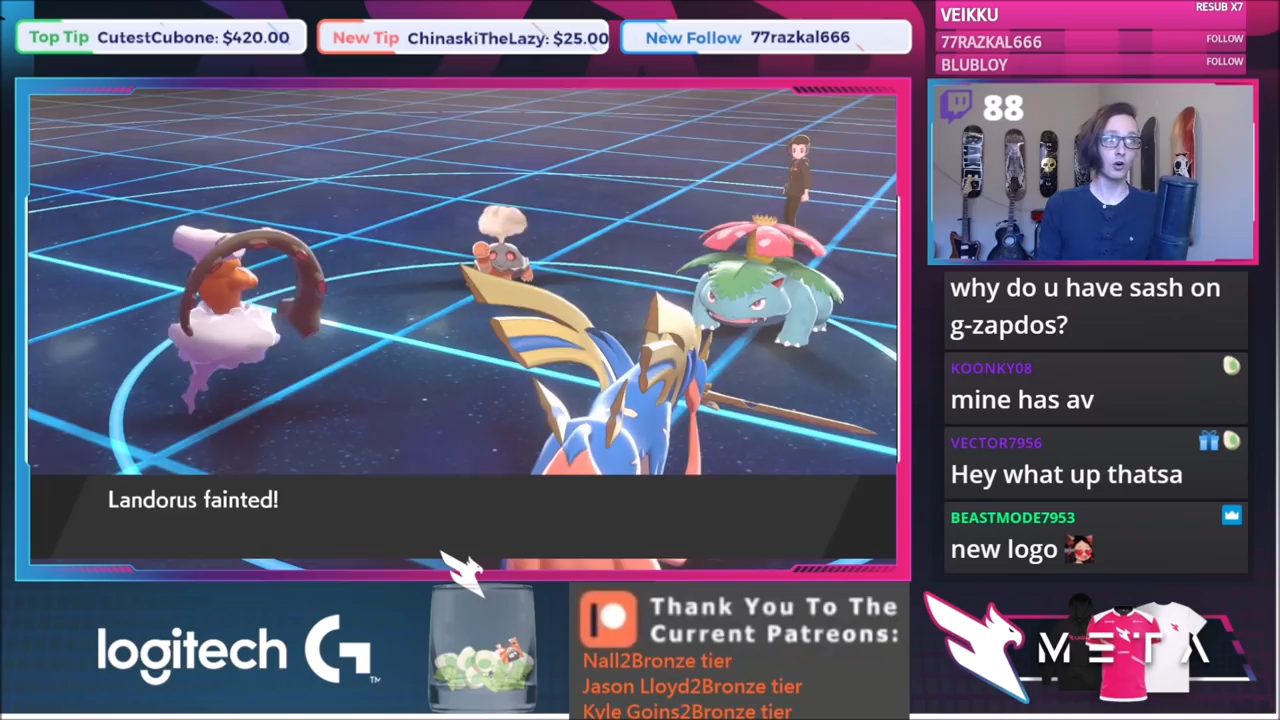 Top Tip CutestCubone: $420.00
New Tip ChinaskiTheLazy: $25.00
New Follow 77razkal666
VEIKKU RESUB X7
77RAZKAL666 FOLLOW
BLUBLOY FOLLOW
88
why do u have sash on
g-zapdos?
KOONKY08
mine has av
VECTOR7956
Hey what up thatsa
BEASTMODE7953
new logo
Landorus fainted!
logitech G TM
Thank You To The
Current Patreons:
Nall2Bronze tier
Jason Lloyd2Bronze tier
Kyle Goins2Bronze tier
META